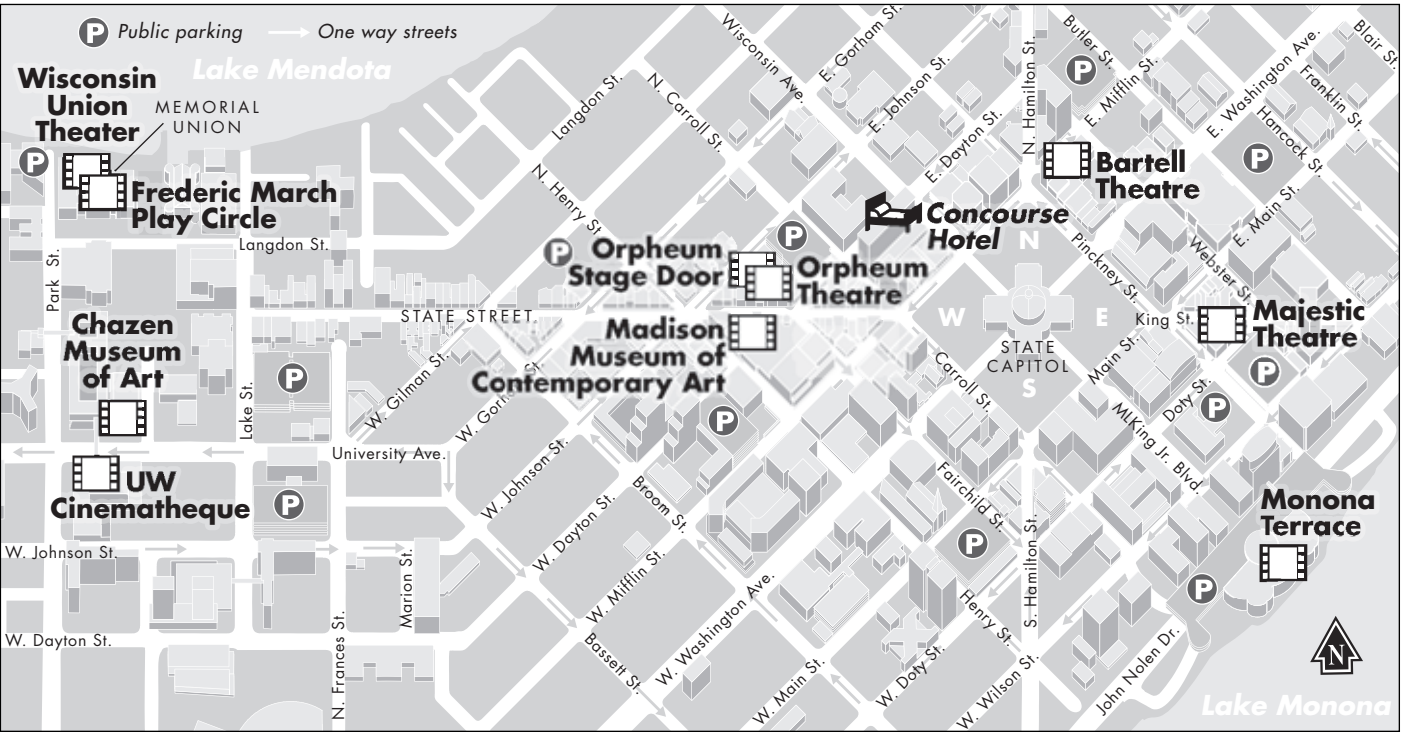 P Public parking → One way streets
Lake Mendota
Wisconsin
Union
Theater
MEMORIAL
UNION
P
Frederic March
Play Circle
Langdon St.
Park St.
Chazen
Museum
of Art
Lake St.
P
UW
Cinematheque
P
University Ave.
W. Johnson St.
W. Dayton St.
N. Frances St.
Marion St.
STATE STREET
W. Gilman St.
W. Gorham St.
W. Johnson St.
W. Dayton St.
W. Mifflin St.
W. Washington Ave.
W. Main St.
W. Doty St.
W. Wilson St.
Bassett St.
Broom St.
Henry St.
Fairchild St.
Carroll St.
S. Hamilton St.
John Nolen Dr.
P
P
P
Langdon St.
N. Henry St.
N. Carroll St.
Wisconsin Ave.
E. Gorham St.
E. Johnson St.
E. Dayton St.
N. Hamilton St.
Butler St.
E. Mifflin St.
E. Washington Ave.
Blair St.
Franklin St.
Hancock St.
E. Main St.
Webster St.
Pinckney St.
King St.
Main St.
Doty St.
MLKing Jr. Blvd.
P
P
P
Orpheum
Stage Door
P
Orpheum
Theatre
Madison
Museum of
Contemporary Art
Concourse
Hotel
Bartell
Theatre
N
W
E
S
STATE
CAPITOL
Majestic
Theatre
P
P
Monona
Terrace
N
Lake Monona